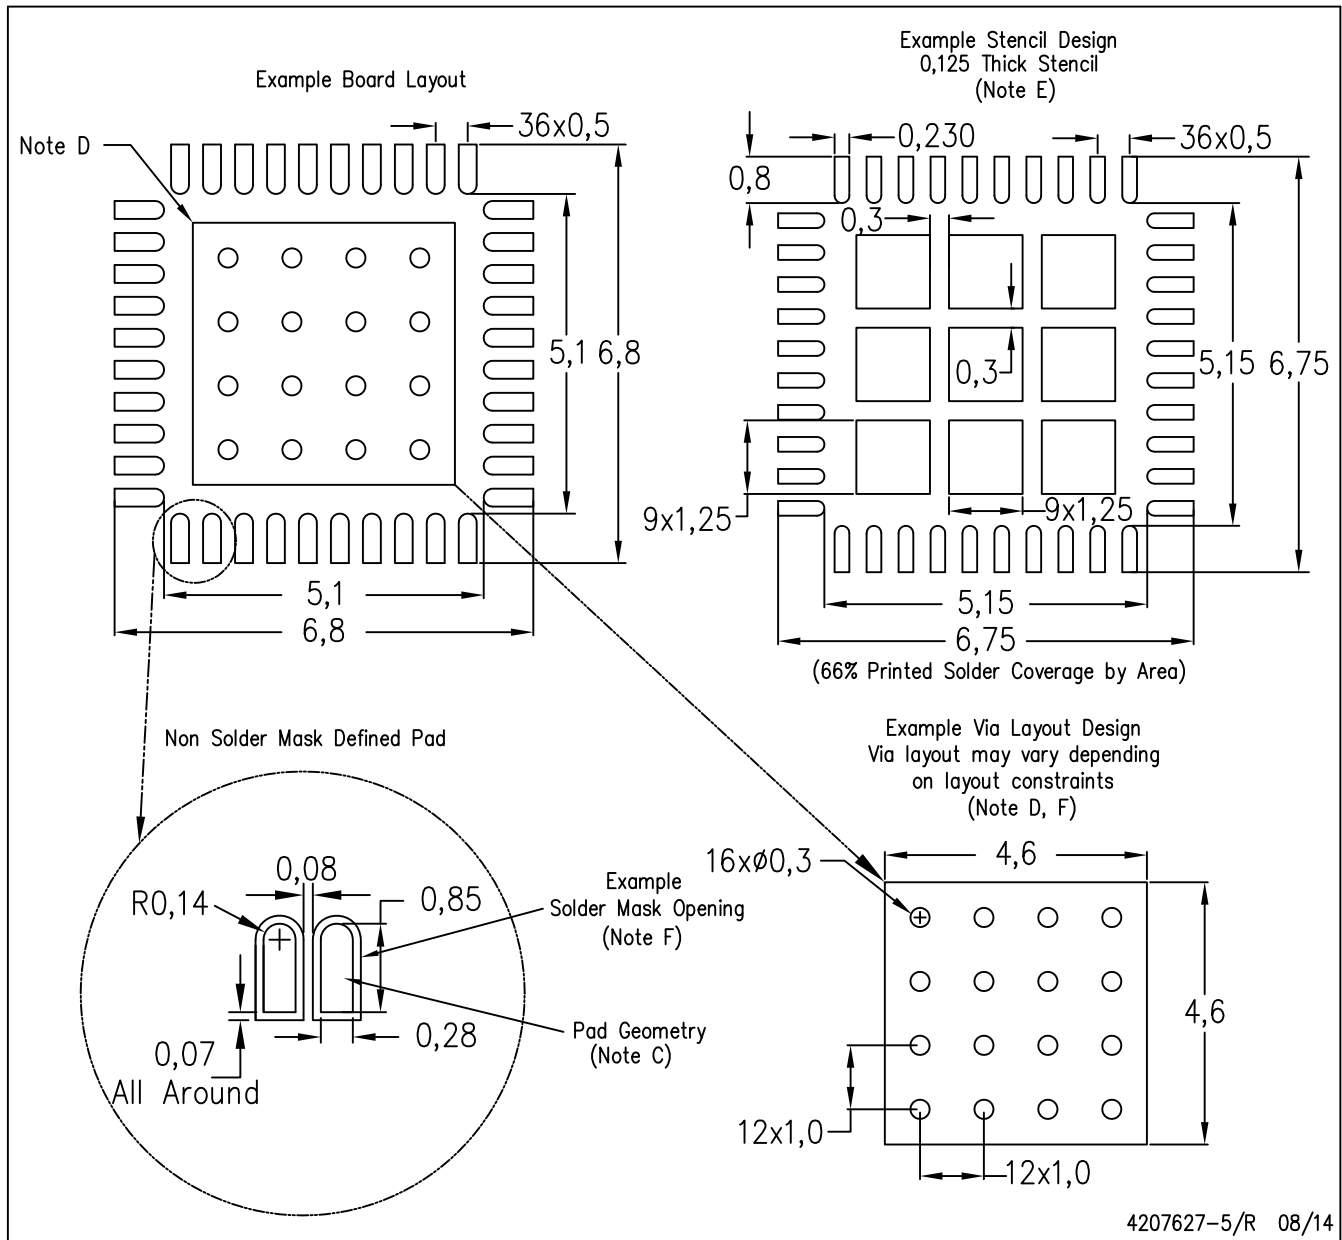 Example Board Layout
Note D
36x0,5
5,1
6,8
5,1
6,8
Example Stencil Design
0,125 Thick Stencil
(Note E)
0,230
36x0,5
0,8
0,3
0,3
5,15
6,75
9x1,25
9x1,25
5,15
6,75
(66% Printed Solder Coverage by Area)
Non Solder Mask Defined Pad
0,08
R0,14
0,85
Example
Solder Mask Opening
(Note F)
0,07
All Around
0,28
Pad Geometry
(Note C)
Example Via Layout Design
Via layout may vary depending
on layout constraints
(Note D, F)
16xø0,3
4,6
4,6
12x1,0
12x1,0
4207627-5/R 08/14